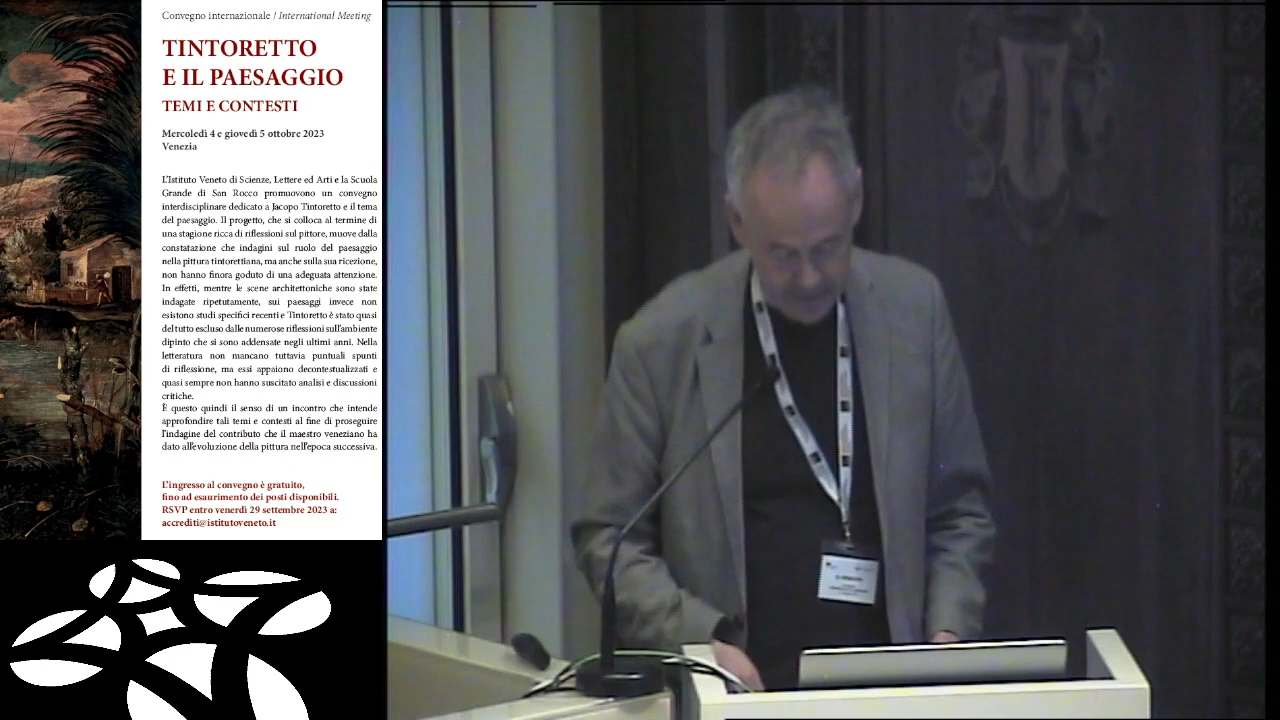 Convegno internazionale / International Meeting
TINTORETTO
E IL PAESAGGIO
TEMI E CONTESTI
Mercoledì 4 e giovedì 5 ottobre 2023
Venezia
L'Istituto Veneto di Scienze, Lettere ed Arti e la Scuola
Grande di San Rocco promuovono un convegno
interdisciplinare dedicato a Jacopo Tintoretto e il tema
del paesaggio. Il progetto, che si colloca al termine di
una stagione ricca di riflessioni sul pittore, muove dalla
constatazione che indagini sul ruolo del paesaggio
nella pittura tintorettiana, ma anche sulla sua ricezione,
non hanno finora goduto di una adeguata attenzione.
In effetti, mentre le scene architettoniche sono state
indagate ripetutamente, sui paesaggi invece non
esistono studi specifici recenti e Tintoretto è stato quasi
del tutto escluso dalle numerose riflessioni sull'ambiente
dipinto che si sono addensate negli ultimi anni. Nella
letteratura non mancano tuttavia puntuali spunti
di riflessione, ma essi appaiono decontestualizzati e
quasi sempre non hanno suscitato analisi e discussioni
critiche.
È questo quindi il senso di un incontro che intende
approfondire tali temi e contesti al fine di proseguire
l'indagine del contributo che il maestro veneziano ha
dato all'evoluzione della pittura nell'epoca successiva.
L'ingresso al convegno è gratuito,
fino ad esaurimento dei posti disponibili.
RSVP entro venerdì 29 settembre 2023 a:
accrediti@istitutoveneto.it